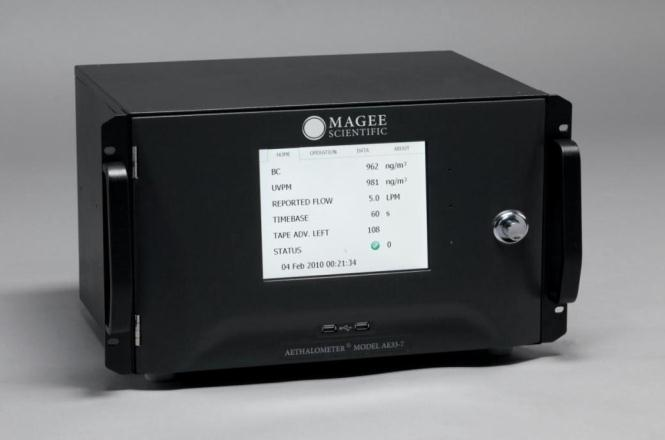 MAGEE
SCIENTIFIC
HOME OPERATION DATA ABOUT
BC 962 ng/m³
UVPM 981 ng/m³
REPORTED FLOW 5.0 LPM
TIMEBASE 60 s
TAPE ADV. LEFT 108
STATUS 0
04 Feb 2010 00:21:34
AETHALOMETER® MODEL AE33-7